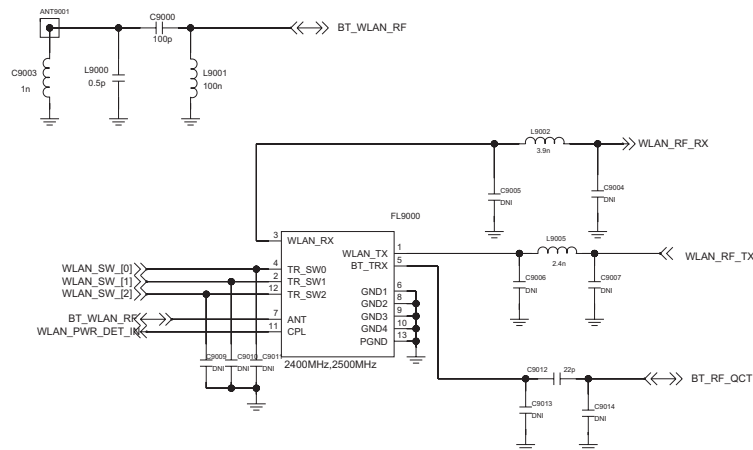 ANT9001
C9000
100p
BT_WLAN_RF
C9003
1n
L9000
0.5p
L9001
100n
L9002
3.9n
WLAN_RF_RX
C9005
DNI
C9004
DNI
FL9000
3
WLAN_RX
WLAN_TX
1
BT_TRX
5
L9005
2.4n
WLAN_RF_TX
C9006
DNI
C9007
DNI
WLAN_SW_[0]
4
TR_SW0
WLAN_SW_[1]
2
TR_SW1
WLAN_SW_[2]
12
TR_SW2
GND1
6
GND2
8
GND3
9
GND4
10
PGND
13
BT_WLAN_RF
7
ANT
WLAN_PWR_DET_IN
11
CPL
2400MHz,2500MHz
C9009
DNI
C9010
DNI
C9011
DNI
C9012
22p
BT_RF_QCT
C9013
DNI
C9014
DNI